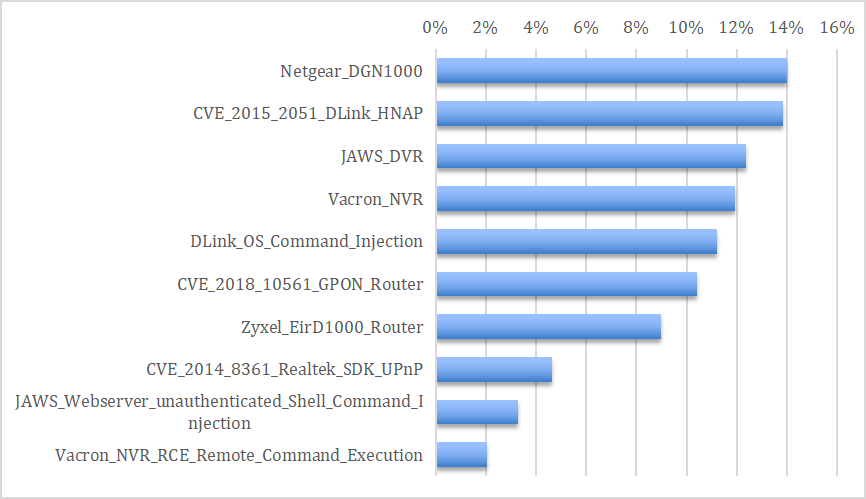 0% 2% 4% 6% 8% 10% 12% 14% 16%
Netgear_DGN1000
CVE_2015_2051_DLink_HNAP
JAWS_DVR
Vacron_NVR
DLink_OS_Command_Injection
CVE_2018_10561_GPON_Router
Zyxel_EirD1000_Router
CVE_2014_8361_Realtek_SDK_UPnP
JAWS_Webserver_unauthenticated_Shell_Command_I
njection
Vacron_NVR_RCE_Remote_Command_Execution